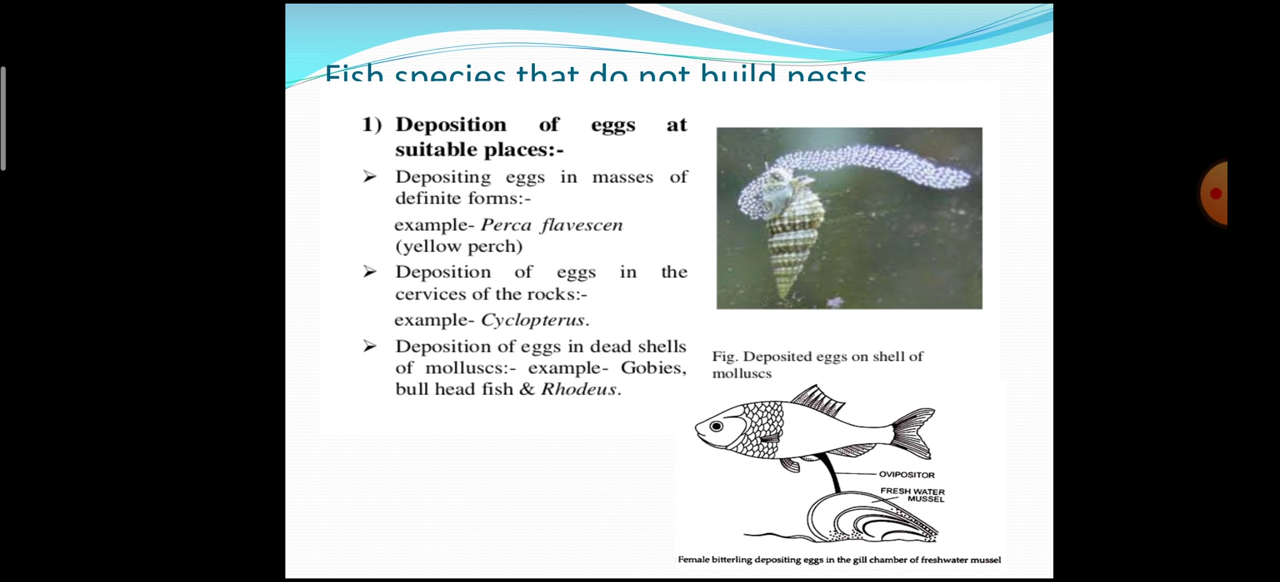 Fish species that do not build nests
1) Deposition of eggs at
suitable places:-
➢ Depositing eggs in masses of
definite forms:-
example- Perca flavescen
(yellow perch)
➢ Deposition of eggs in the
cervices of the rocks:-
example- Cyclopterus.
➢ Deposition of eggs in dead shells
of molluscs:- example- Gobies,
bull head fish & Rhodeus.
Fig. Deposited eggs on shell of
molluscs
OVIPOSITOR
FRESH WATER
MUSSEL
Female bitterling depositing eggs in the gill chamber of freshwater mussel